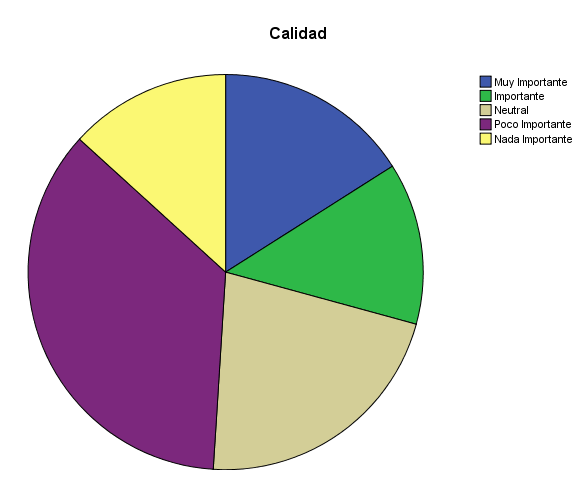 Calidad
Muy Importante
Importante
Neutral
Poco Importante
Nada Importante